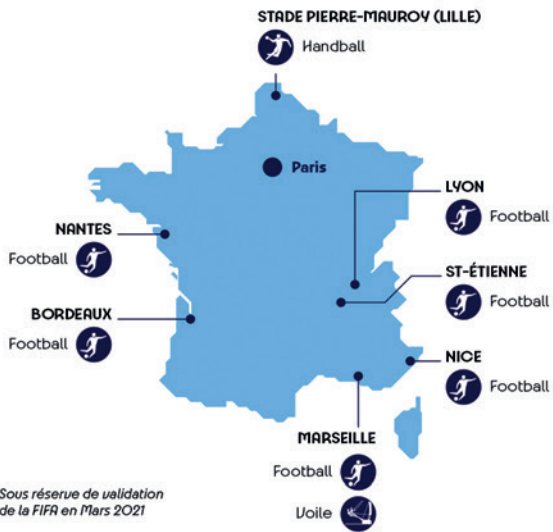 STADE PIERRE-MAUROY (LILLE)
Handball
Paris
LYON
Football
NANTES
Football
ST-ÉTIENNE
Football
BORDEAUX
Football
NICE
Football
MARSEILLE
Football
Voile
Sous réserve de validation
de la FIFA en Mars 2021